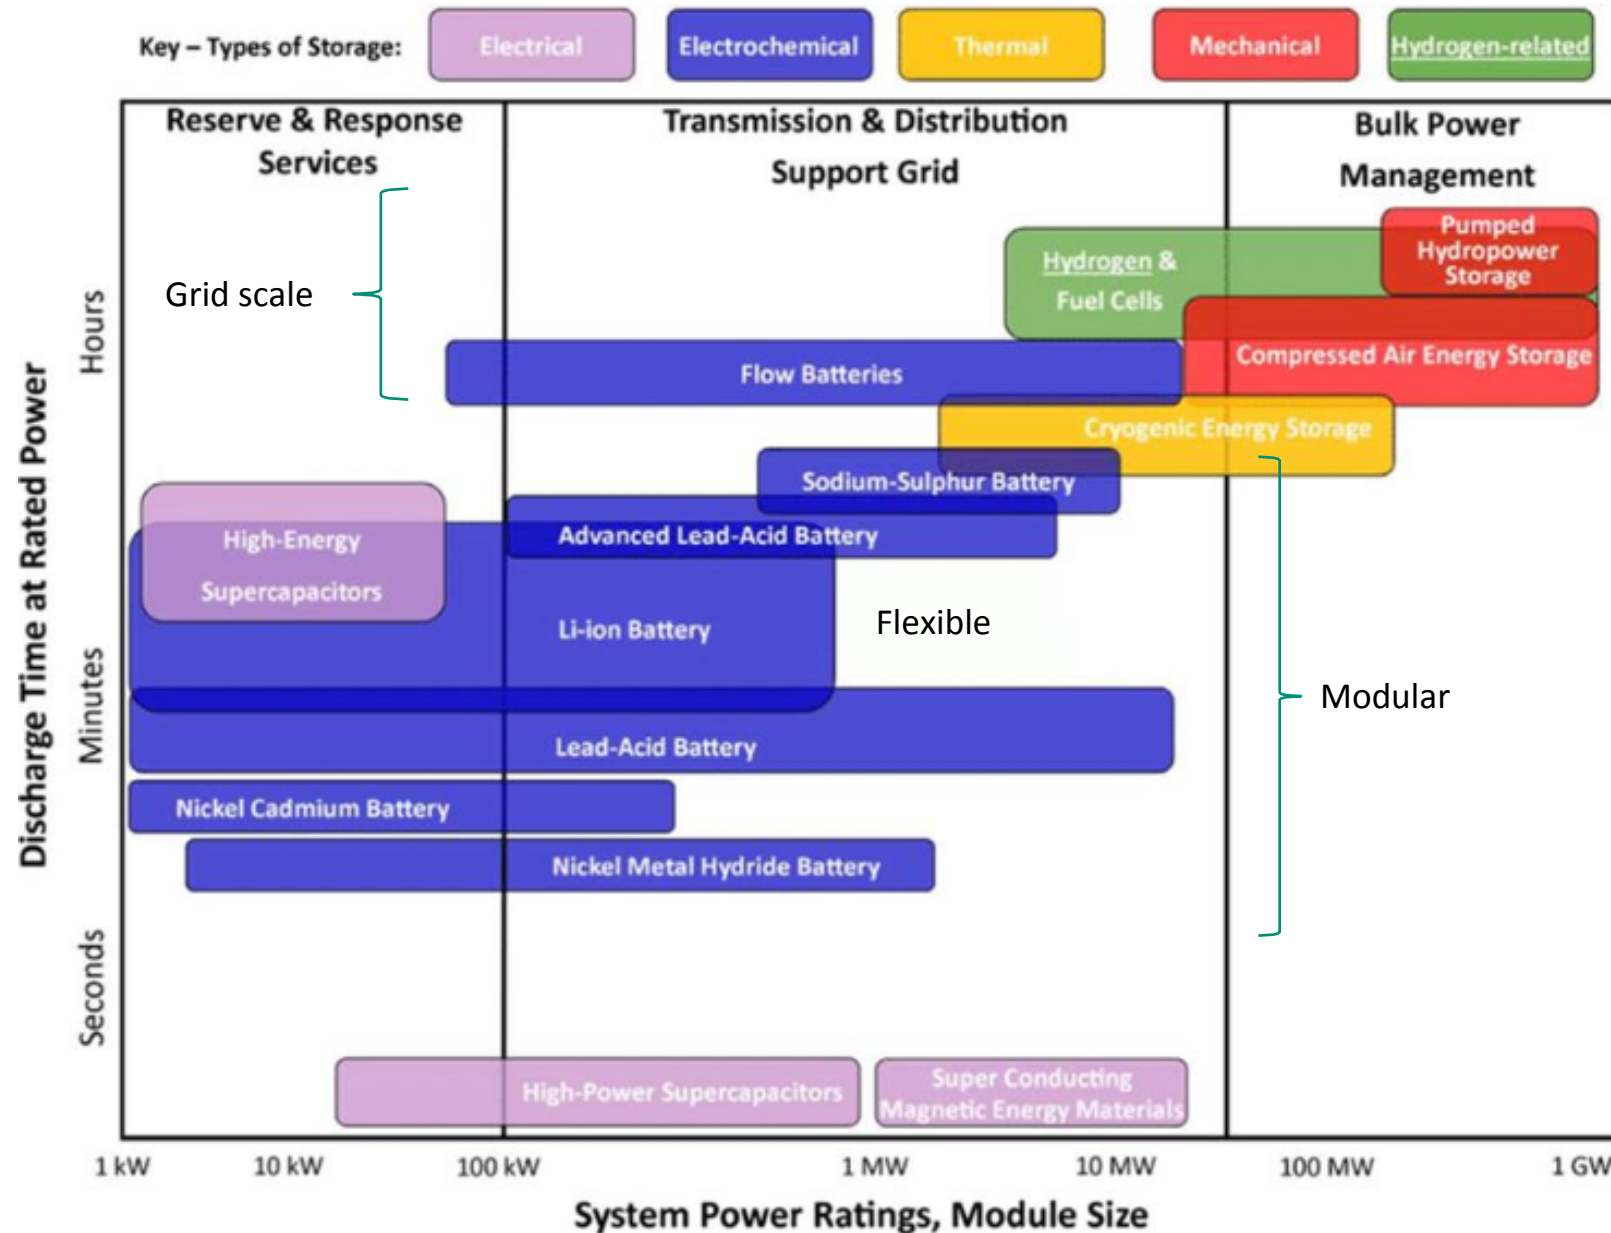 Key – Types of Storage:
Electrical
Electrochemical
Thermal
Mechanical
Hydrogen-related
Reserve & Response
Services
Transmission & Distribution
Support Grid
Bulk Power
Management
Grid scale
Pumped
Hydropower
Storage
Hydrogen &
Fuel Cells
Compressed Air Energy Storage
Flow Batteries
Cryogenic Energy Storage
Sodium-Sulphur Battery
Advanced Lead-Acid Battery
High-Energy
Supercapacitors
Li-ion Battery
Flexible
Modular
Lead-Acid Battery
Nickel Cadmium Battery
Nickel Metal Hydride Battery
High-Power Supercapacitors
Super Conducting
Magnetic Energy Materials
Discharge Time at Rated Power
Hours
Minutes
Seconds
1 kW
10 kW
100 kW
1 MW
10 MW
100 MW
1 GW
System Power Ratings, Module Size